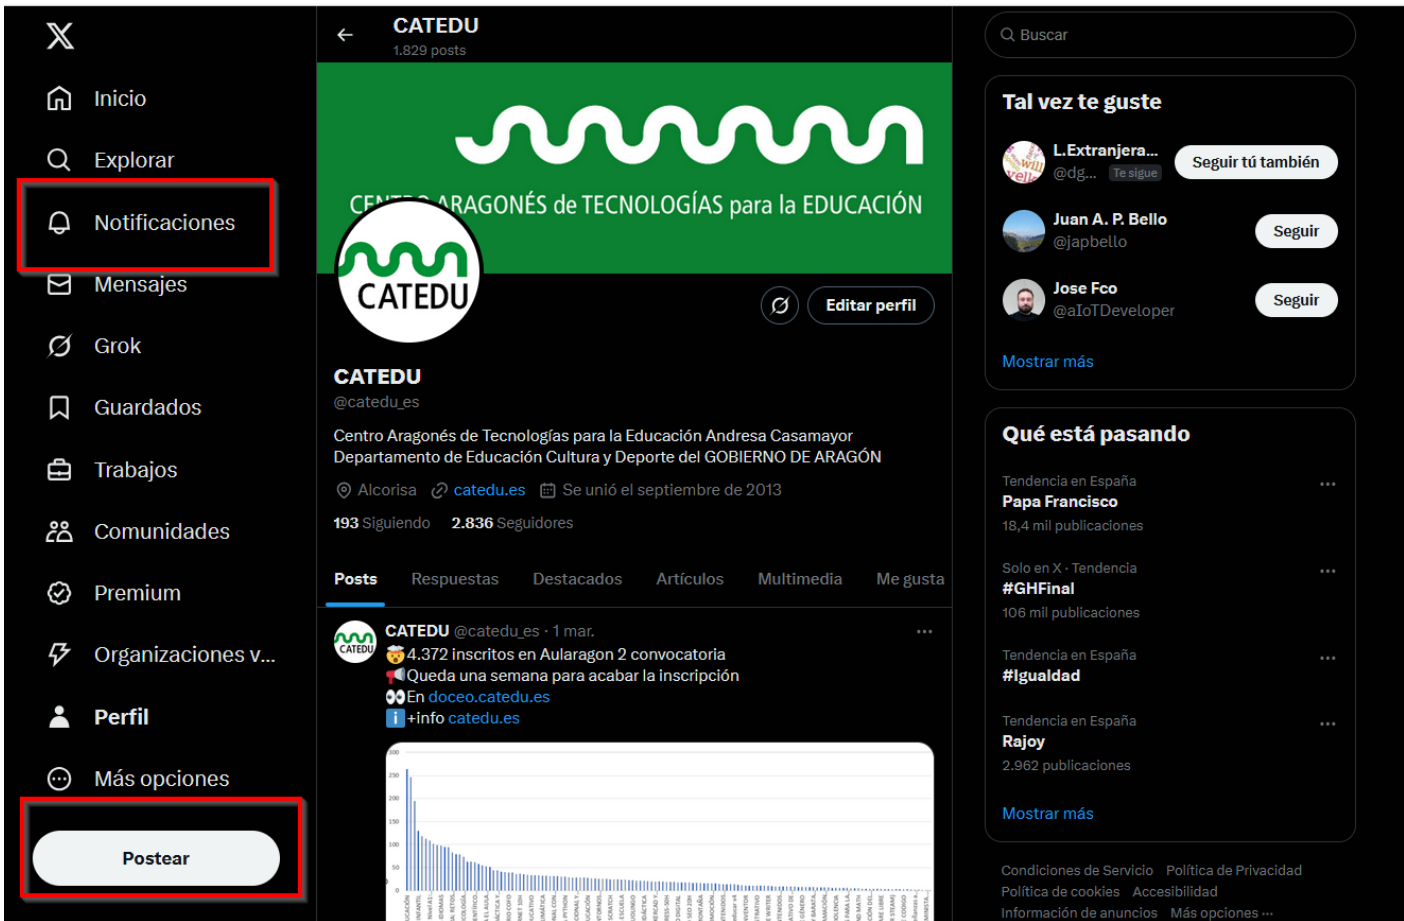 Inicio
Explorar
Notificaciones
Mensajes
Grok
Guardados
Trabajos
Comunidades
Premium
Organizaciones v...
Perfil
Más opciones
Postear
CATEDU
1.829 posts
CENTRO ARAGONÉS de TECNOLOGÍAS para la EDUCACIÓN
CATEDU
Editar perfil
CATEDU
@catedu_es
Centro Aragonés de Tecnologías para la Educación Andresa Casamayor
Departamento de Educación Cultura y Deporte del GOBIERNO DE ARAGÓN
Alcorisa catedu.es Se unió el septiembre de 2013
193 Siguiendo 2.836 Seguidores
Posts Respuestas Destacados Artículos Multimedia Me gusta
CATEDU
CATEDU @catedu_es · 1 mar.
🤯4.372 inscritos en Aularagon 2 convocatoria
📢Queda una semana para acabar la inscripción
👀En doceo.catedu.es
ℹ️+info catedu.es
300
250
200
150
100
50
0
Buscar
Tal vez te guste
L.Extranjera...
@dg... Te sigue
Seguir tú también
Juan A. P. Bello
@japbello
Seguir
Jose Fco
@aIoTDeveloper
Seguir
Mostrar más
Qué está pasando
Tendencia en España
Papa Francisco
18,4 mil publicaciones
Solo en X · Tendencia
#GHFinal
106 mil publicaciones
Tendencia en España
#Igualdad
Tendencia en España
Rajoy
2.962 publicaciones
Mostrar más
Condiciones de Servicio Política de Privacidad
Política de cookies Accesibilidad
Información de anuncios Más opciones ···